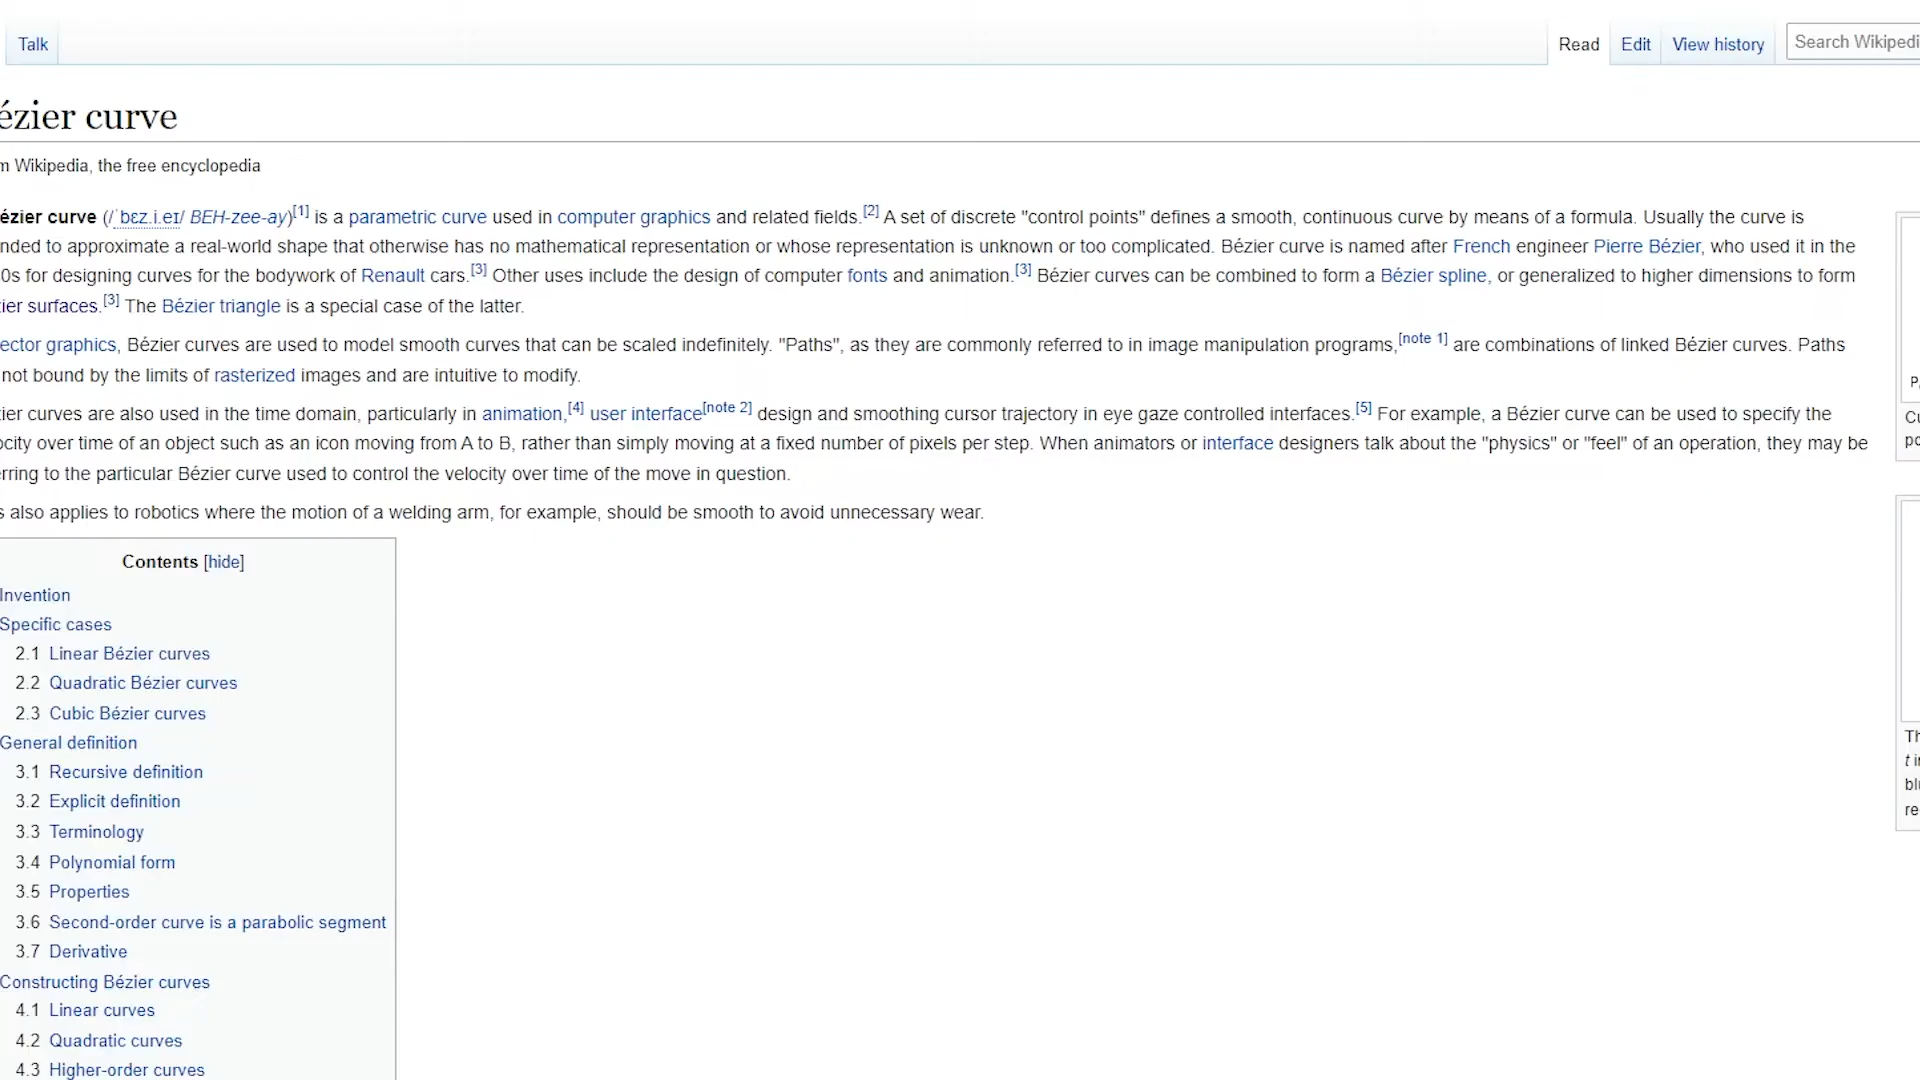 Talk
Read Edit View history Search Wikipedi
ézier curve
m Wikipedia, the free encyclopedia
ézier curve (/ˈbɛz.i.eɪ/ BEH-zee-ay)[1] is a parametric curve used in computer graphics and related fields.[2] A set of discrete "control points" defines a smooth, continuous curve by means of a formula. Usually the curve is
nded to approximate a real-world shape that otherwise has no mathematical representation or whose representation is unknown or too complicated. Bézier curve is named after French engineer Pierre Bézier, who used it in the
0s for designing curves for the bodywork of Renault cars.[3] Other uses include the design of computer fonts and animation.[3] Bézier curves can be combined to form a Bézier spline, or generalized to higher dimensions to form
ier surfaces.[3] The Bézier triangle is a special case of the latter.
ector graphics, Bézier curves are used to model smooth curves that can be scaled indefinitely. "Paths", as they are commonly referred to in image manipulation programs,[note 1] are combinations of linked Bézier curves. Paths
not bound by the limits of rasterized images and are intuitive to modify.
ier curves are also used in the time domain, particularly in animation,[4] user interface[note 2] design and smoothing cursor trajectory in eye gaze controlled interfaces.[5] For example, a Bézier curve can be used to specify the
ocity over time of an object such as an icon moving from A to B, rather than simply moving at a fixed number of pixels per step. When animators or interface designers talk about the "physics" or "feel" of an operation, they may be
rring to the particular Bézier curve used to control the velocity over time of the move in question.
s also applies to robotics where the motion of a welding arm, for example, should be smooth to avoid unnecessary wear.
Contents [hide]
Invention
Specific cases
2.1 Linear Bézier curves
2.2 Quadratic Bézier curves
2.3 Cubic Bézier curves
General definition
3.1 Recursive definition
3.2 Explicit definition
3.3 Terminology
3.4 Polynomial form
3.5 Properties
3.6 Second-order curve is a parabolic segment
3.7 Derivative
Constructing Bézier curves
4.1 Linear curves
4.2 Quadratic curves
4.3 Higher-order curves
P
Cu
po
Th
t i
blu
re